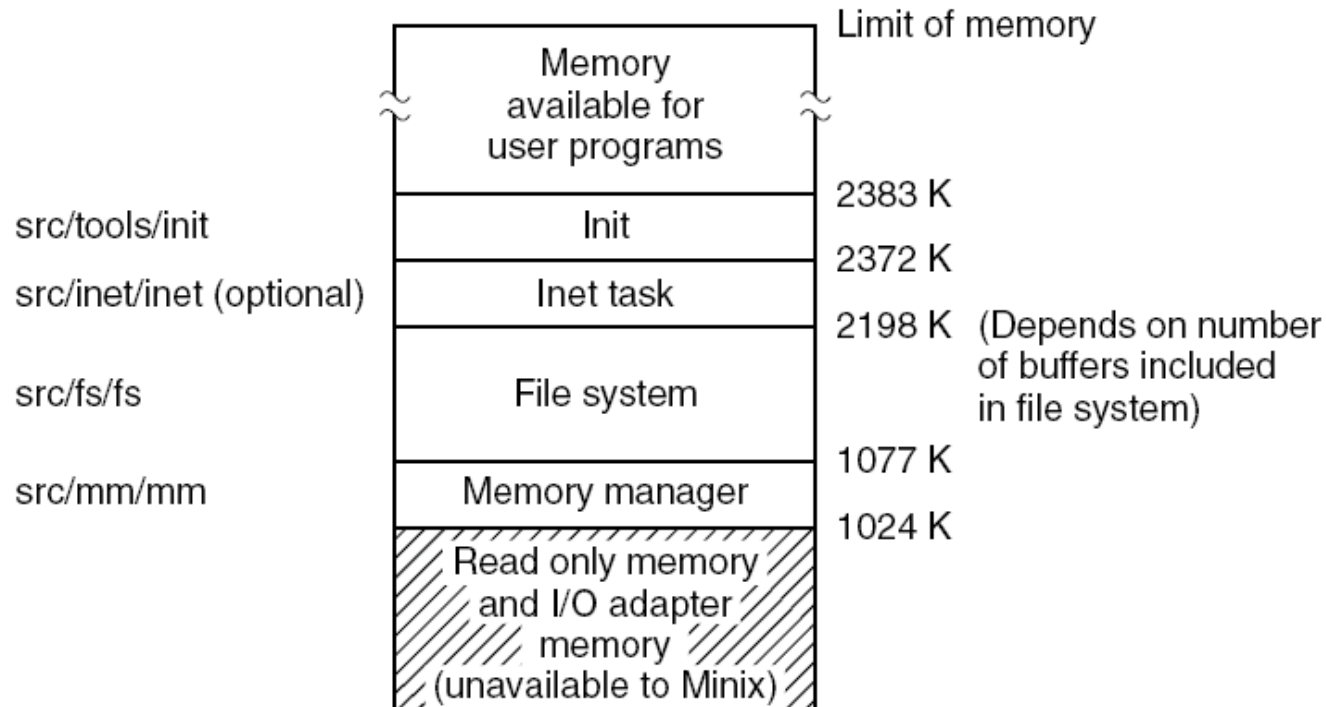 Limit of memory
Memory
available for
user programs
2383 K
src/tools/init
Init
2372 K
src/inet/inet (optional)
Inet task
2198 K (Depends on number
of buffers included
in file system)
src/fs/fs
File system
1077 K
src/mm/mm
Memory manager
1024 K
Read only memory
and I/O adapter
memory
(unavailable to Minix)